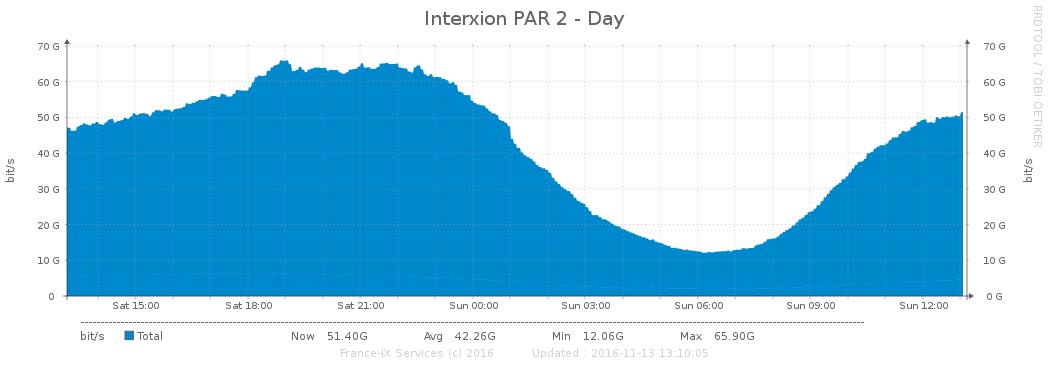 Interxion PAR 2 - Day
RRDTOOL / TOBI OETIKER
70 G 70 G
60 G 60 G
50 G 50 G
40 G 40 G
30 G 30 G
20 G 20 G
10 G 10 G
0 0 G
bit/s bit/s
Sat 15:00 Sat 18:00 Sat 21:00 Sun 00:00 Sun 03:00 Sun 06:00 Sun 09:00 Sun 12:00
bit/s Total Now 51.40G Avg 42.26G Min 12.06G Max 65.90G
France-IX Services (c) 2016 Updated : 2016-11-13 13:10:05